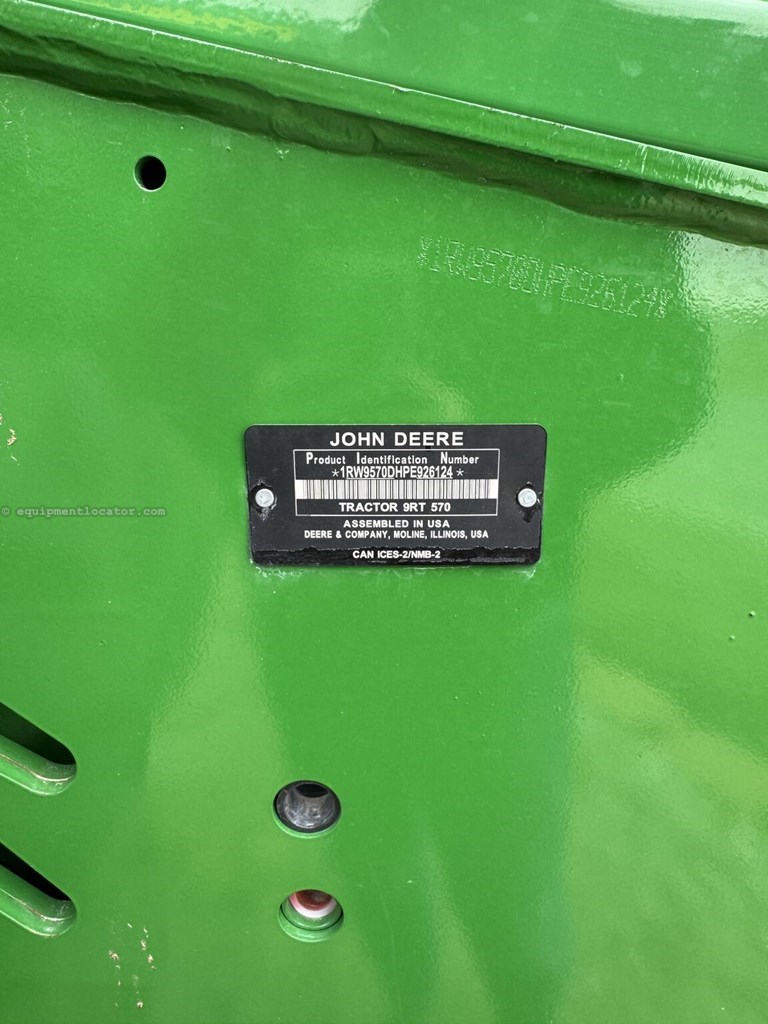 *1RW9570DHPE926124*
JOHN DEERE
Product Identification Number
*1RW9570DHPE926124*
TRACTOR 9RT 570
ASSEMBLED IN USA
DEERE & COMPANY, MOLINE, ILLINOIS, USA
CAN ICES-2/NMB-2
© equipmentlocator.com